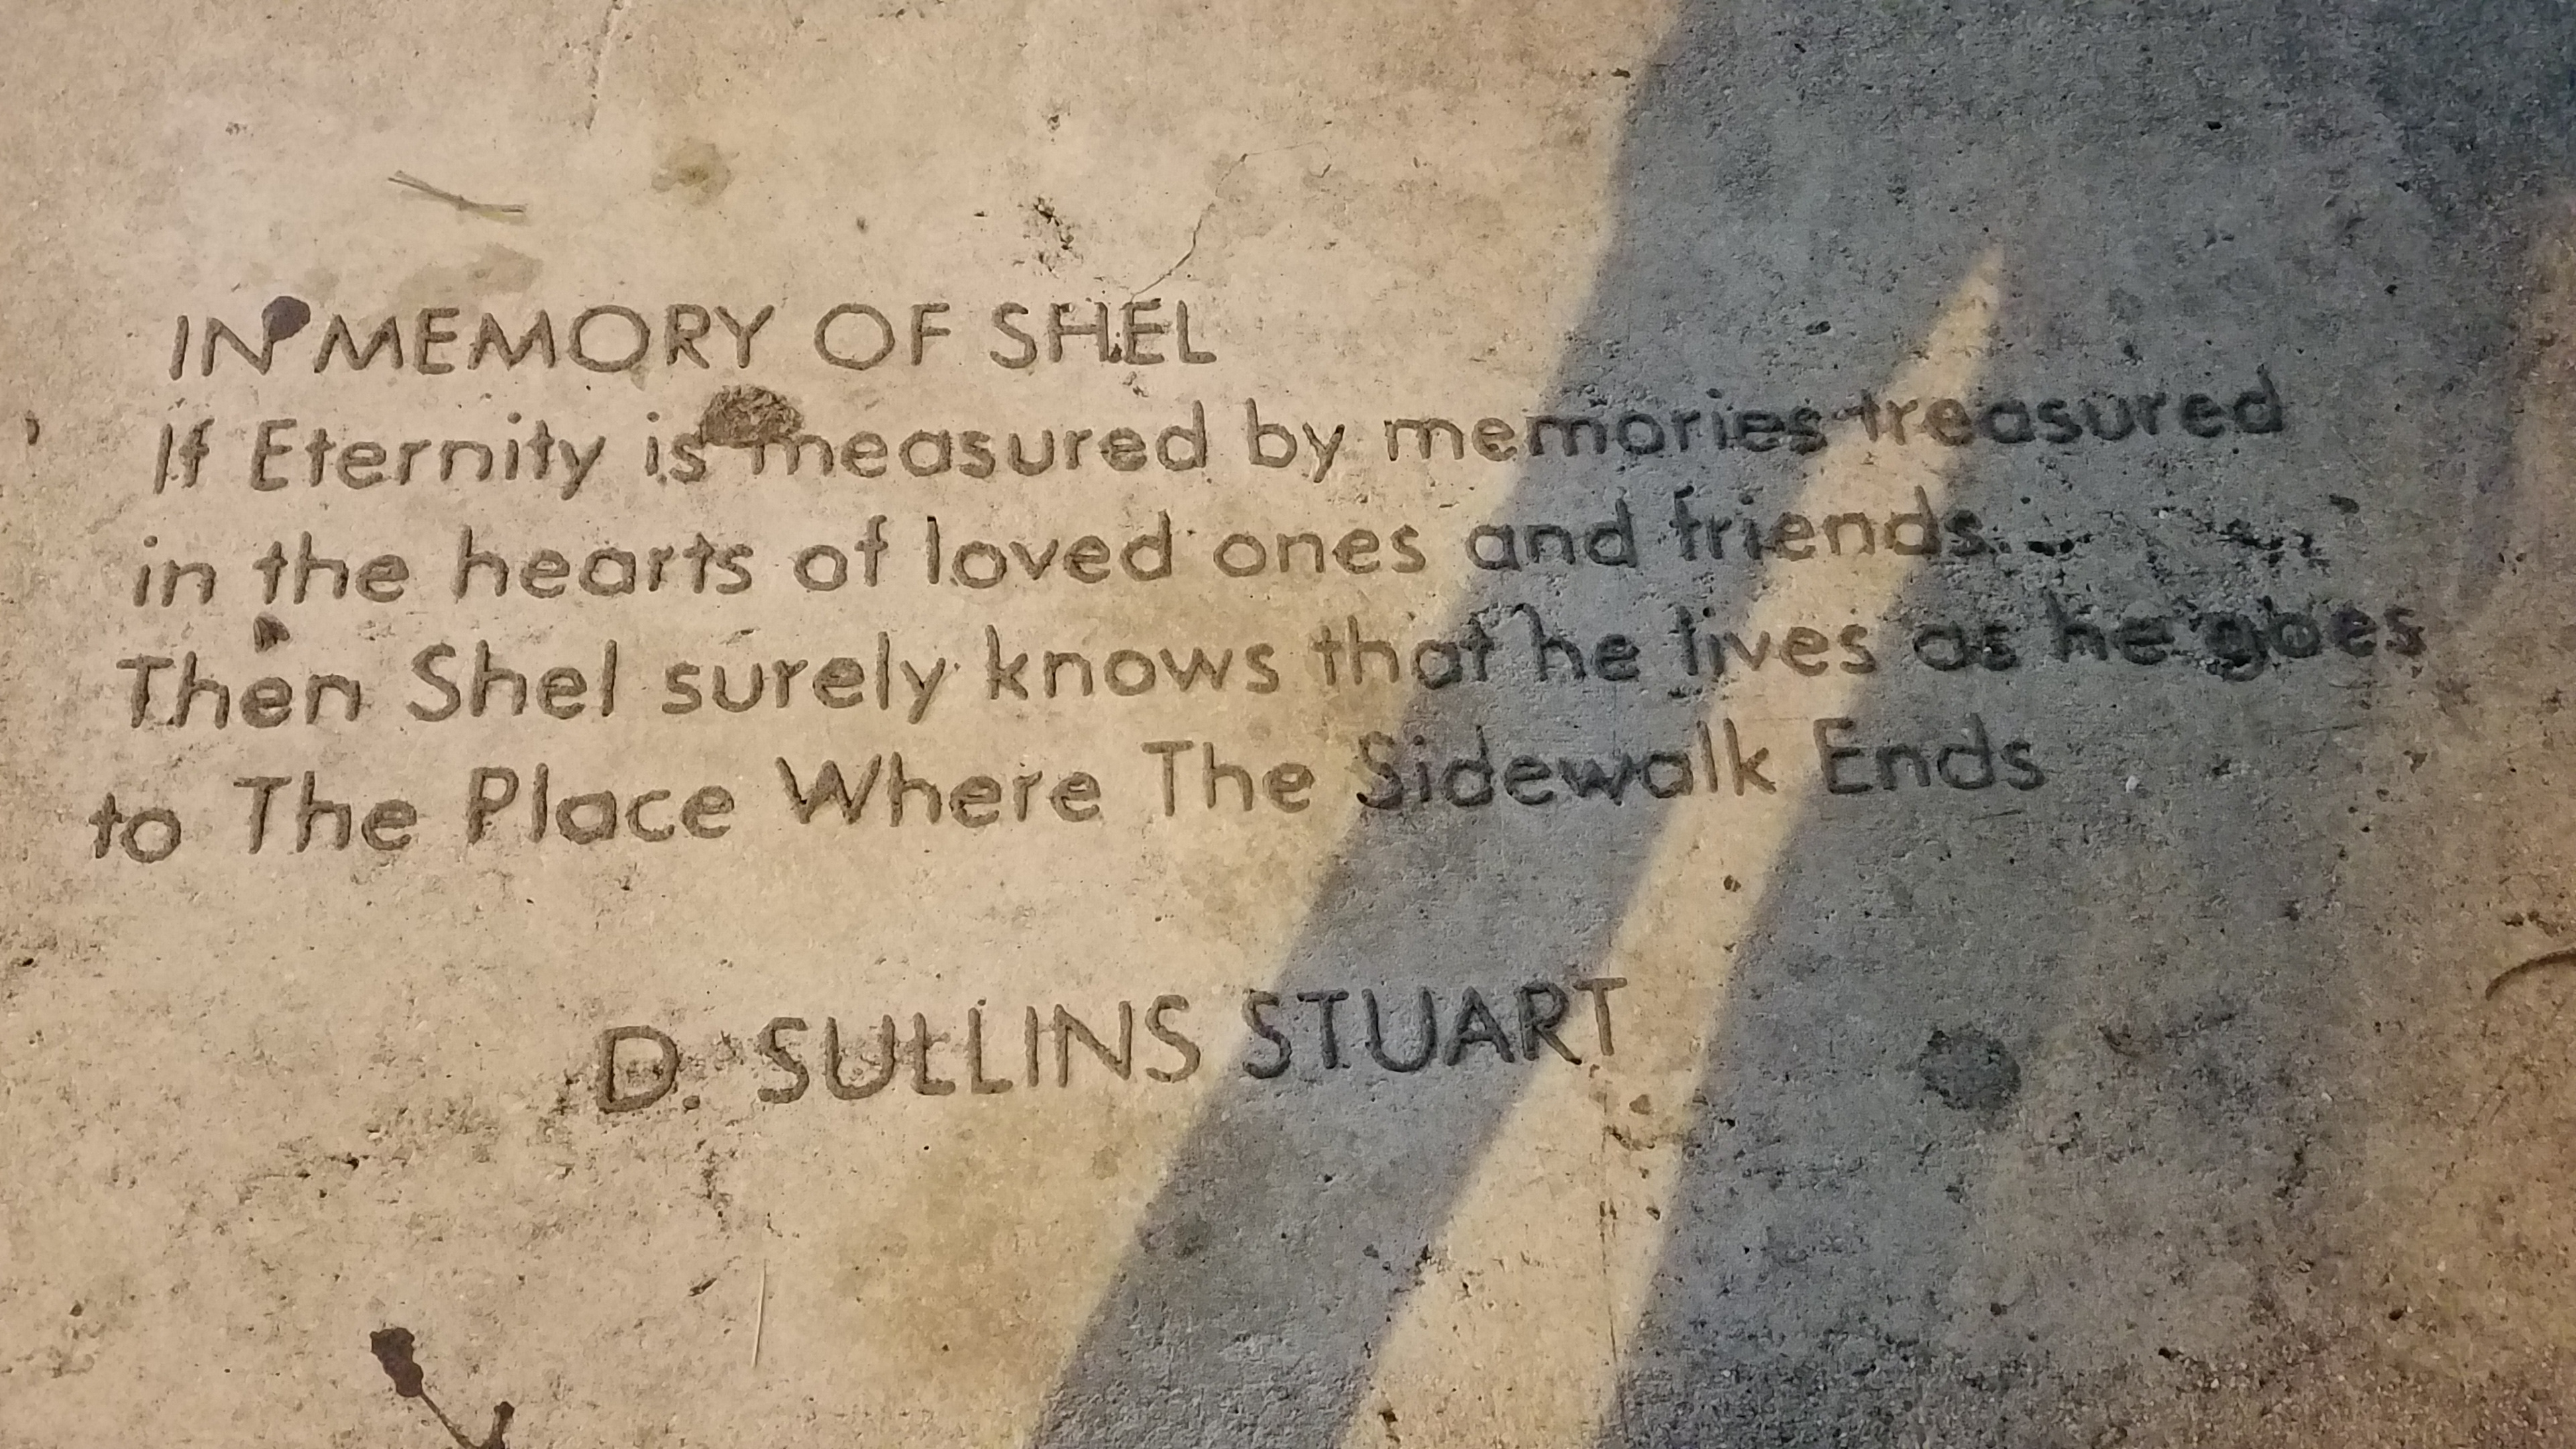 IN MEMORY OF SHEL
If Eternity is measured by memories treasured
in the hearts of loved ones and friends.
Then Shel surely knows that he lives as he goes
to The Place Where The Sidewalk Ends
D. SULLINS STUART